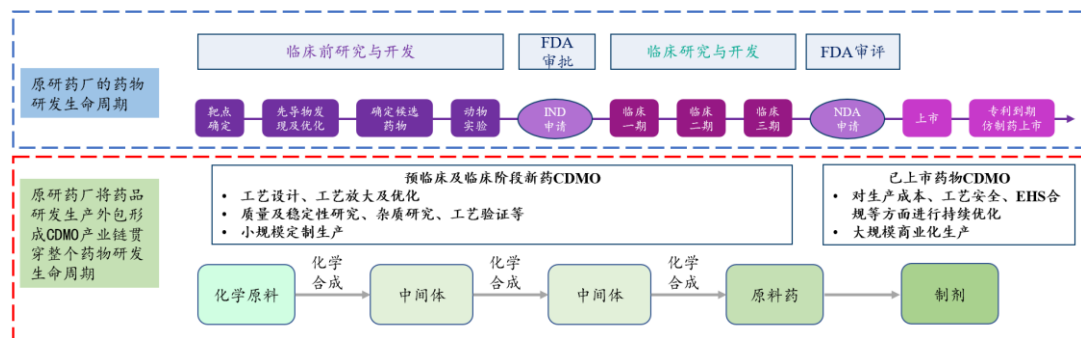 临床前研究与开发
FDA
审批
临床研究与开发
FDA审评
原研药厂的药物
研发生命周期
靶点
确定
先导物发
现及优化
确定候选
药物
动物
实验
IND
申请
临床
一期
临床
二期
临床
三期
NDA
申请
上市
专利到期
仿制药上市
原研药厂将药品
研发生产外包形
成CDMO产业链贯
穿整个药物研发
生命周期
预临床及临床阶段新药CDMO
• 工艺设计、工艺放大及优化
• 质量及稳定性研究、杂质研究、工艺验证等
• 小规模定制生产
已上市药物CDMO
• 对生产成本、工艺安全、EHS合
规等方面进行持续优化
• 大规模商业化生产
化学原料
化学
合成
中间体
化学
合成
中间体
化学
合成
原料药
制剂